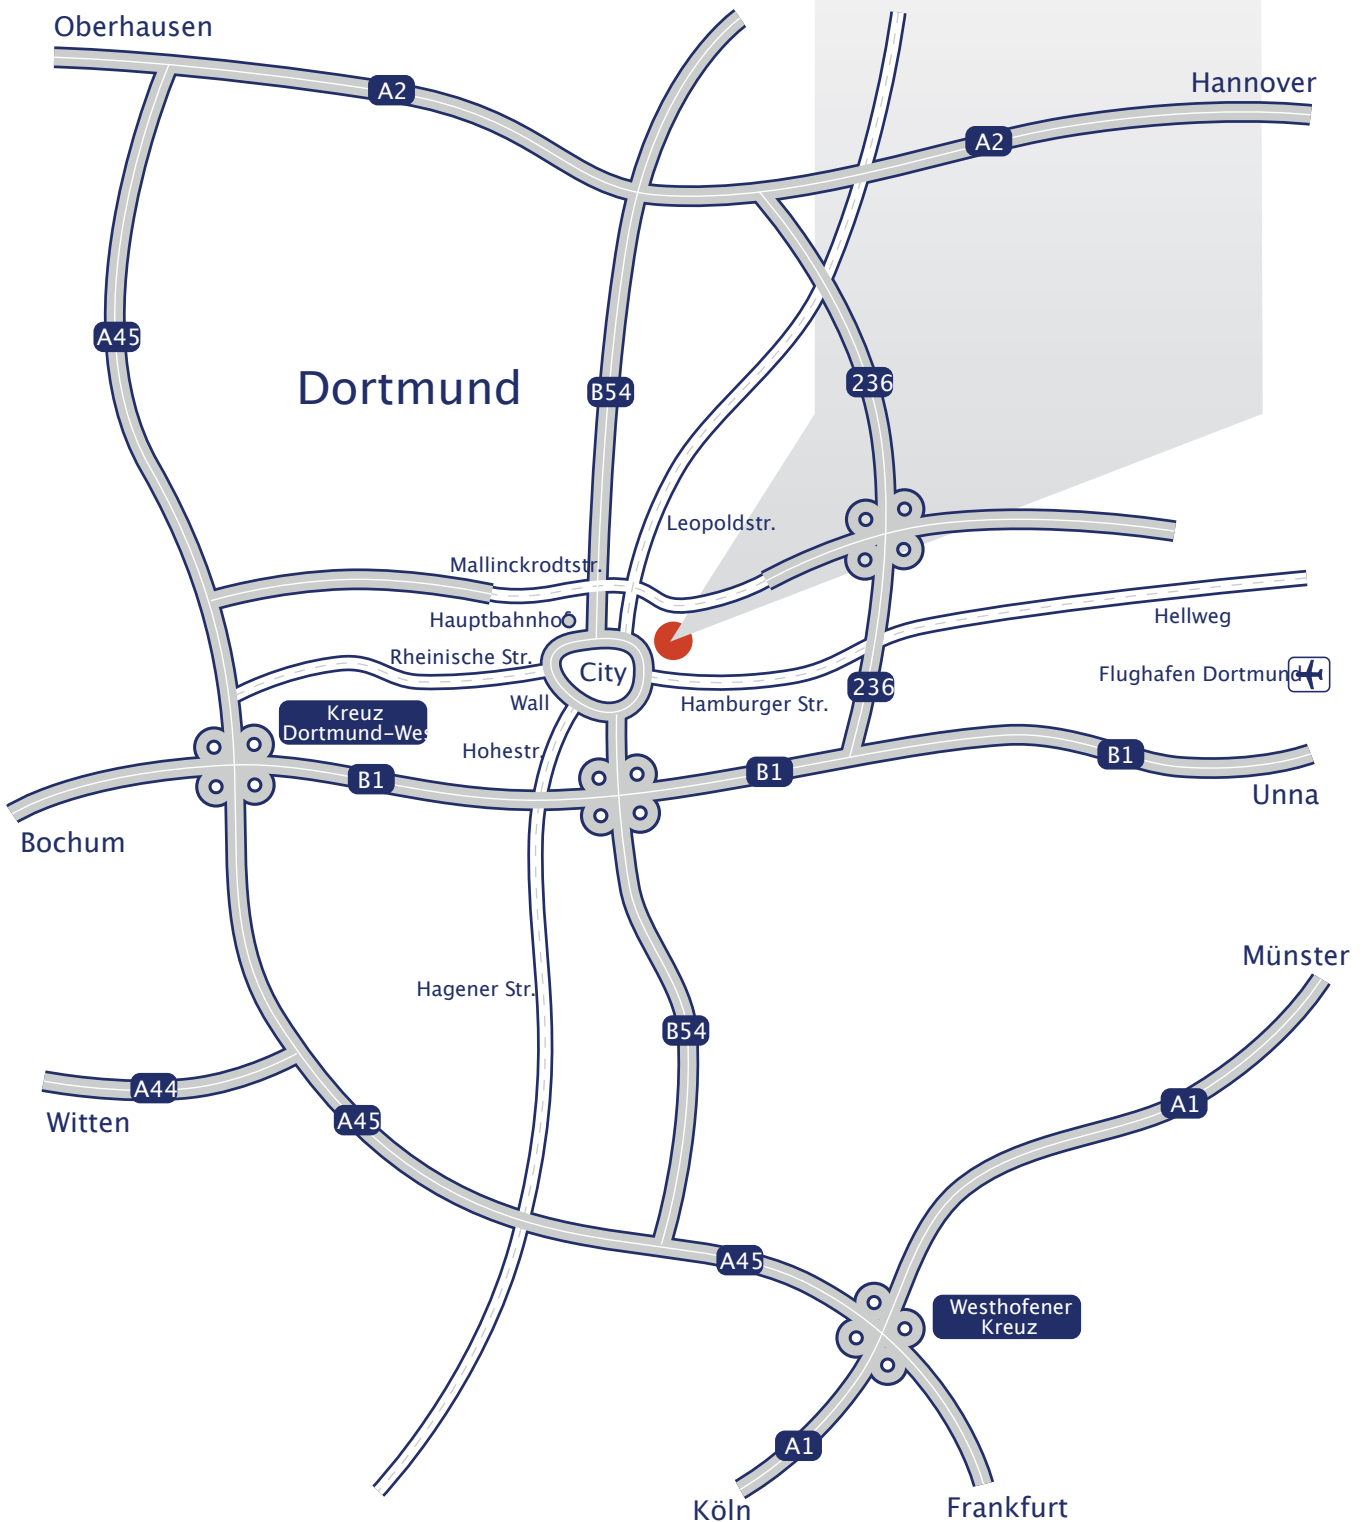 Oberhausen
Hannover
A2
A2
A45
Dortmund
B54
236
Leopoldstr.
Mallinckrodtstr.
Hauptbahnhof
Hellweg
Rheinische Str.
City
Flughafen Dortmund
236
Wall
Hamburger Str.
Kreuz
Dortmund-Wes
Hohestr.
B1
B1
B1
Unna
Bochum
Münster
Hagener Str.
B54
A44
Witten
A45
A1
A45
Westhofener
Kreuz
A1
Köln
Frankfurt